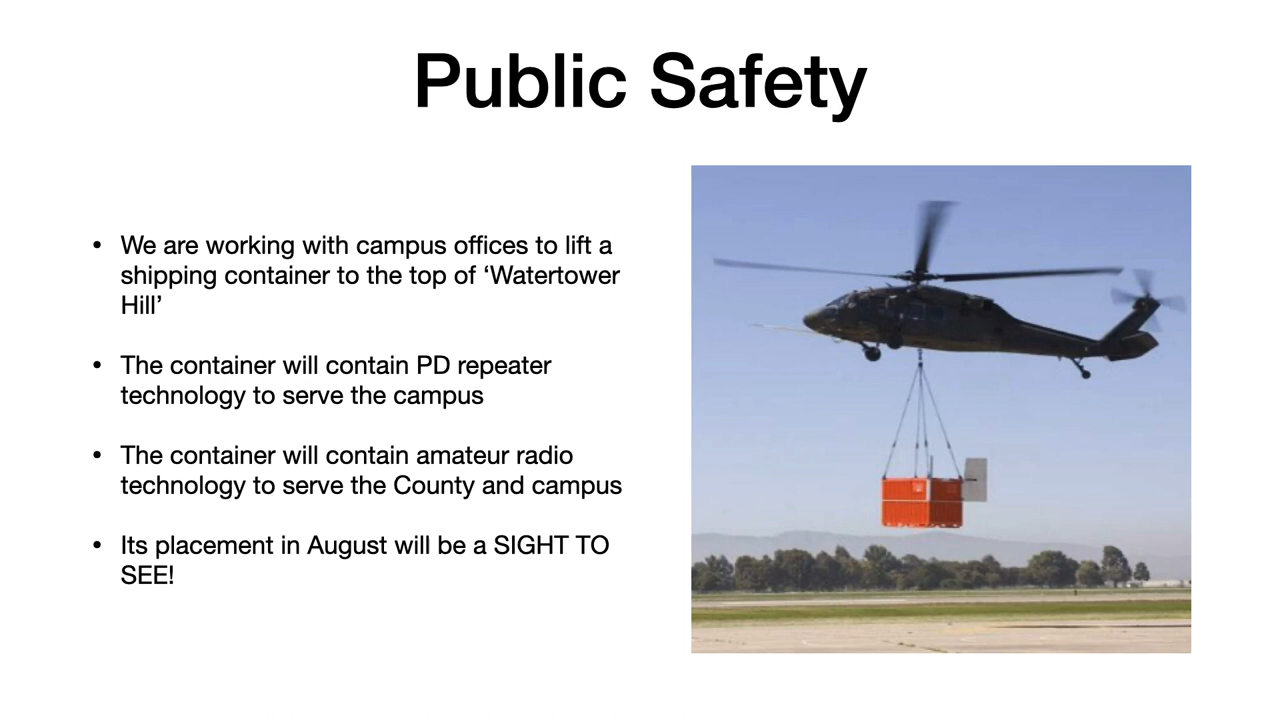 Public Safety
• We are working with campus offices to lift a
shipping container to the top of ‘Watertower
Hill’
• The container will contain PD repeater
technology to serve the campus
• The container will contain amateur radio
technology to serve the County and campus
• Its placement in August will be a SIGHT TO
SEE!